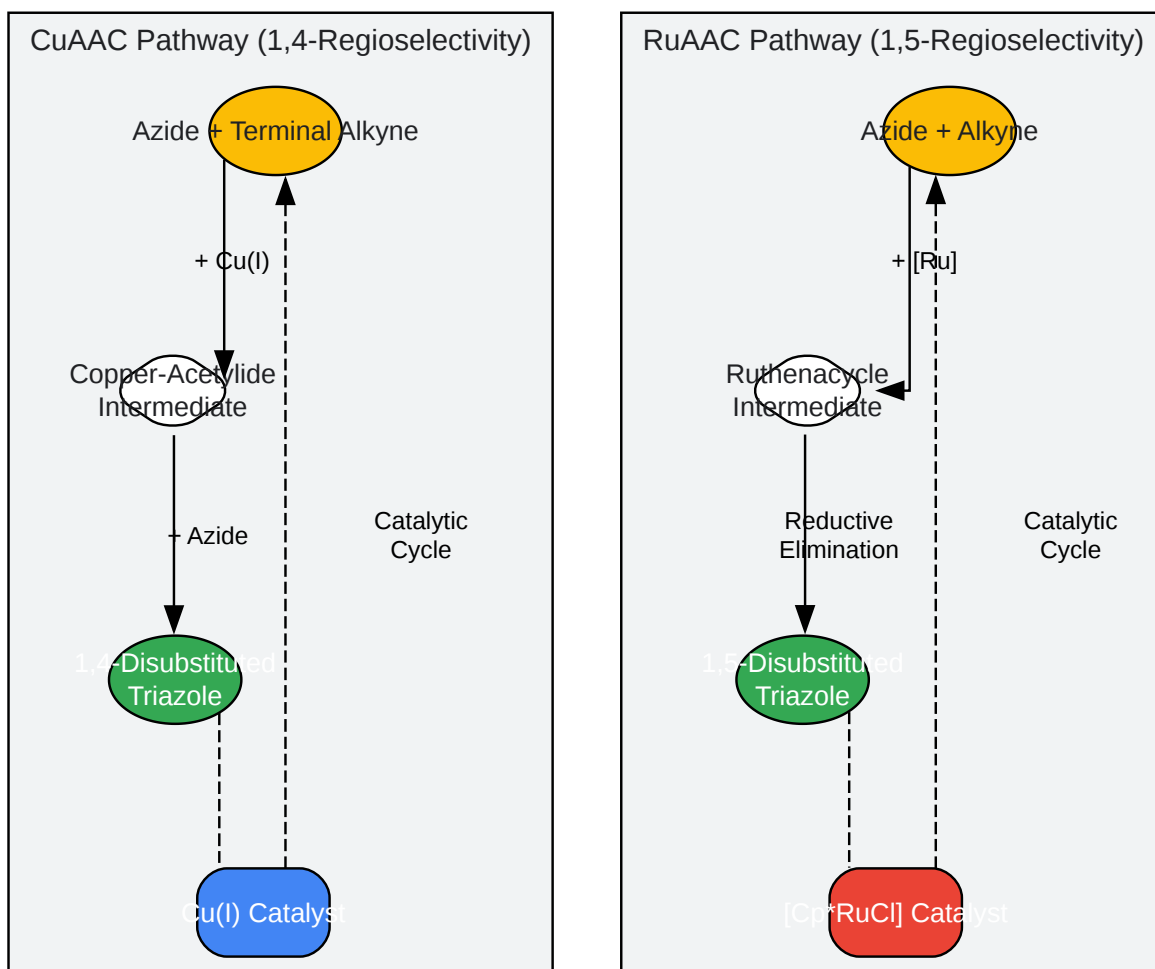 CuAAC Pathway (1,4-Regioselectivity)
Azide + Terminal Alkyne
+ Cu(I)
Copper-Acetylide
Intermediate
+ Azide
Catalytic
Cycle
1,4-Disubstituted
Triazole
Cu(I) Catalyst
RuAAC Pathway (1,5-Regioselectivity)
Azide + Alkyne
+ [Ru]
Ruthenacycle
Intermediate
Reductive
Elimination
Catalytic
Cycle
1,5-Disubstituted
Triazole
[Cp*RuCl] Catalyst